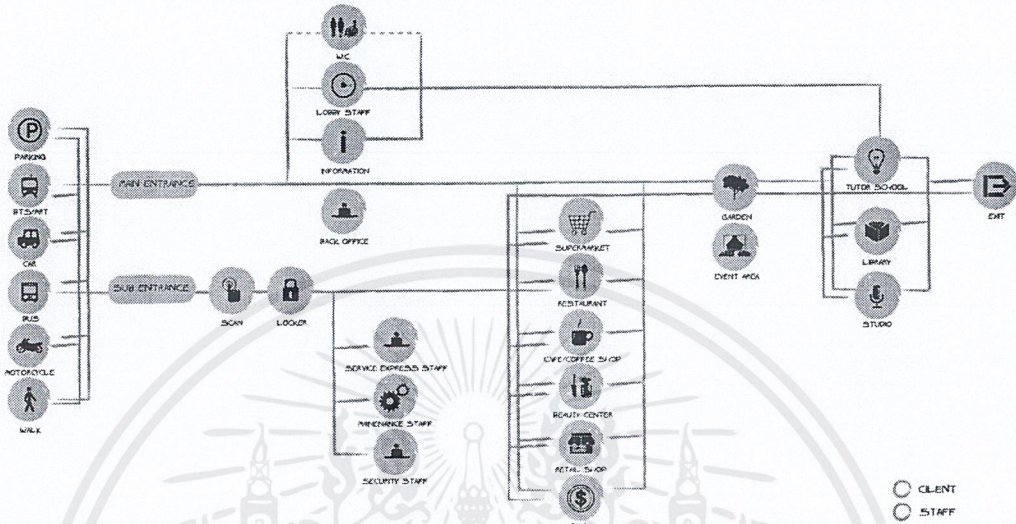 W.C
LOBBY STAFF
INFORMATION
PARKING
P
BTS/MRT
MAIN ENTRANCE
TUTOR SCHOOL
GARDEN
EXIT
BACK OFFICE
CAR
SUPERMARKET
LIBRARY
EVENT AREA
SUB ENTRANCE
BUS
SCAN
LOCKER
RESTAURANT
STUDIO
MOTORCYCLE
SERVICE EXPRESS STAFF
CAFE/COFFEE SHOP
WALK
MAINENANCE STAFF
BEAUTY CENTER
SECURITY STAFF
RETAIL SHOP
$
CLIENT
STAFF